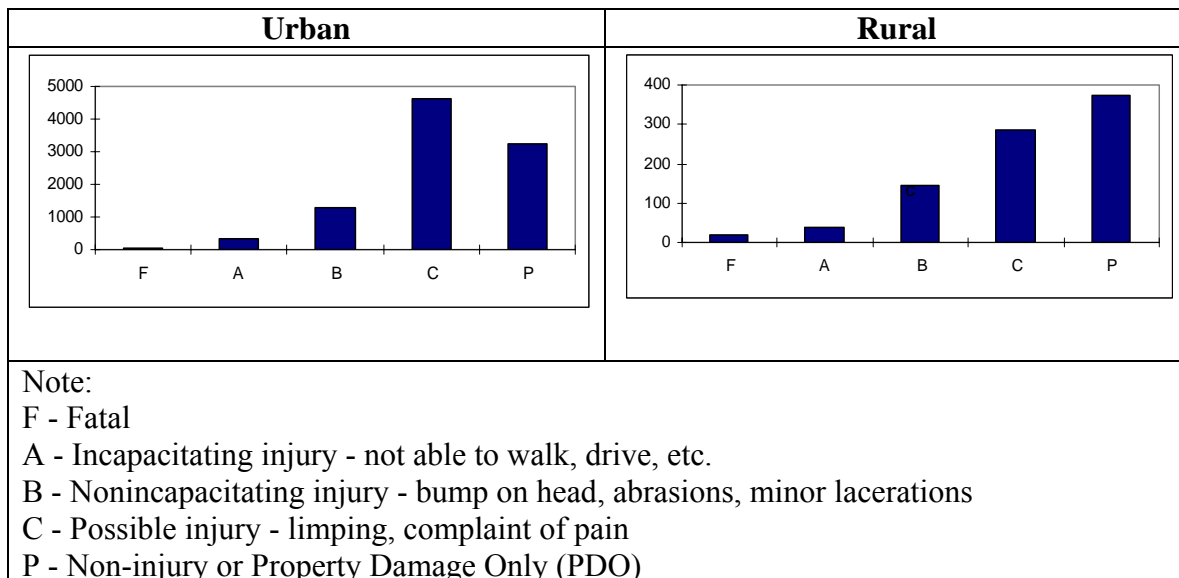 Urban
Rural
5000
4000
3000
2000
1000
0
F A B C P
400
300
200
100
0
F A B C P
Note:
F - Fatal
A - Incapacitating injury - not able to walk, drive, etc.
B - Nonincapacitating injury - bump on head, abrasions, minor lacerations
C - Possible injury - limping, complaint of pain
P - Non-injury or Property Damage Only (PDO)